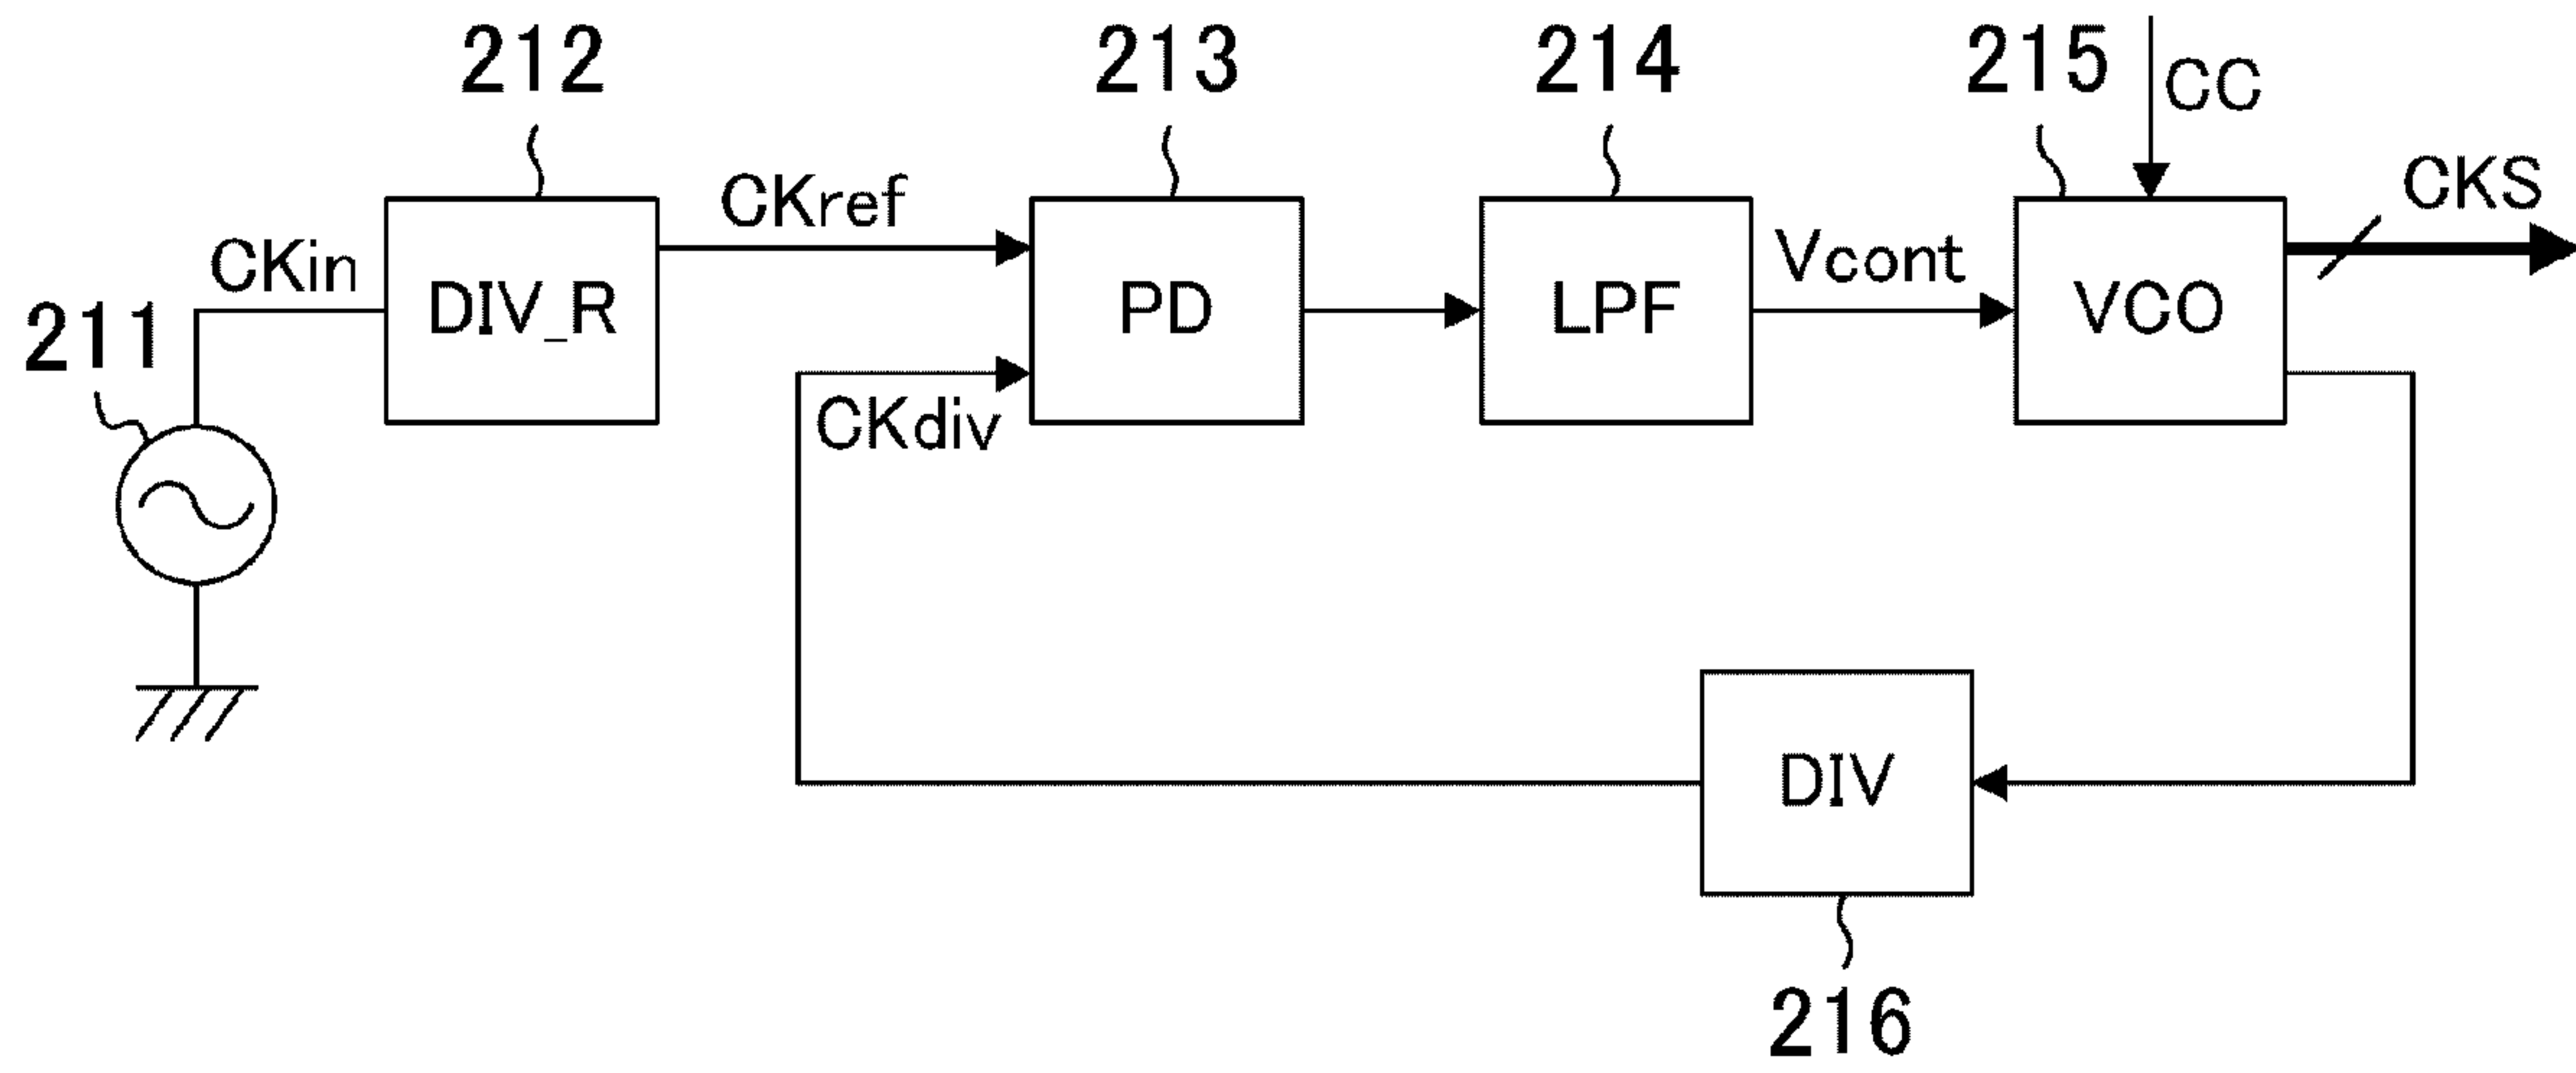 212
213
214
215
CC
CKS
CKref
CKin
Vcont
211
DIV_R
PD
LPF
VCO
CKdiv
DIV
216